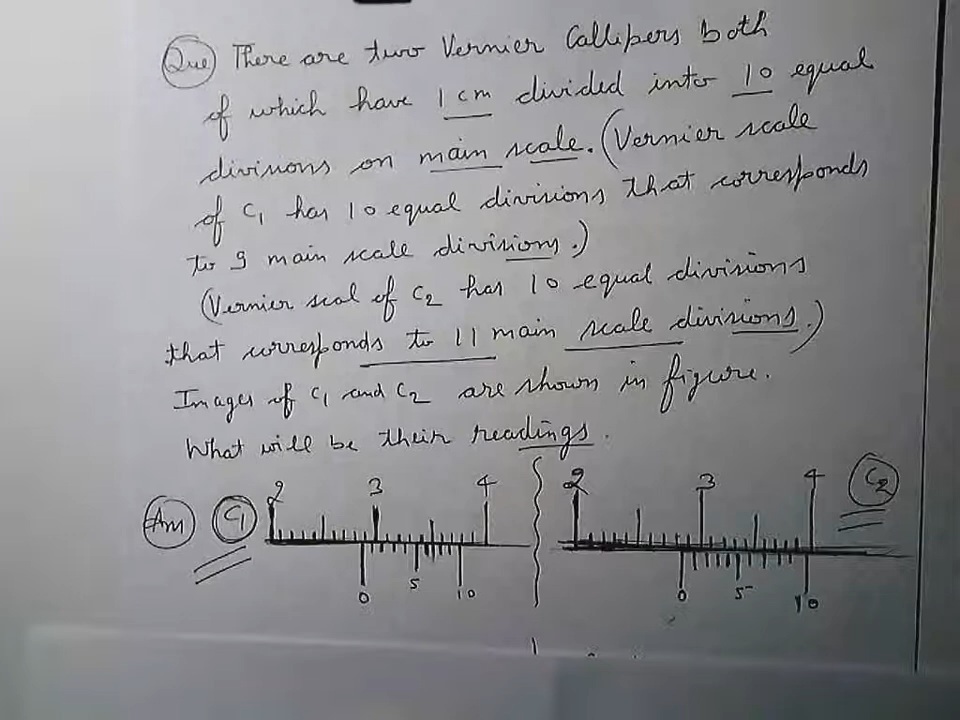 Que There are two Vernier Callipers both
of which have 1 cm divided into 10 equal
divisions on main scale. (Vernier scale
of C1 has 10 equal divisions that corresponds
to 9 main scale divisions.)
(Vernier scal of C2 has 10 equal divisions
that corresponds to 11 main scale divisions.)
Images of C1 and C2 are shown in figure.
What will be their readings.
Ans C1 2 3 4 2 3 4 C2
0 5 10 0 5 10